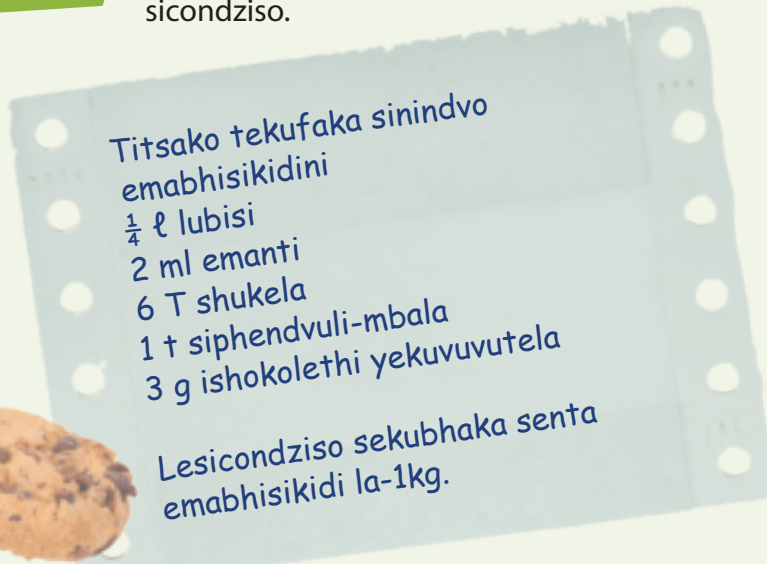 sicondziso.
Titsako tekufaka sinindvo
emabhisikidini
¼ ℓ lubisi
2 ml emanti
6 T shukela
1 t siphendvuli-mbala
3 g ishokolethi yekuvuvutela
Lesicondziso sekubhaka senta
emabhisikidi la-1kg.